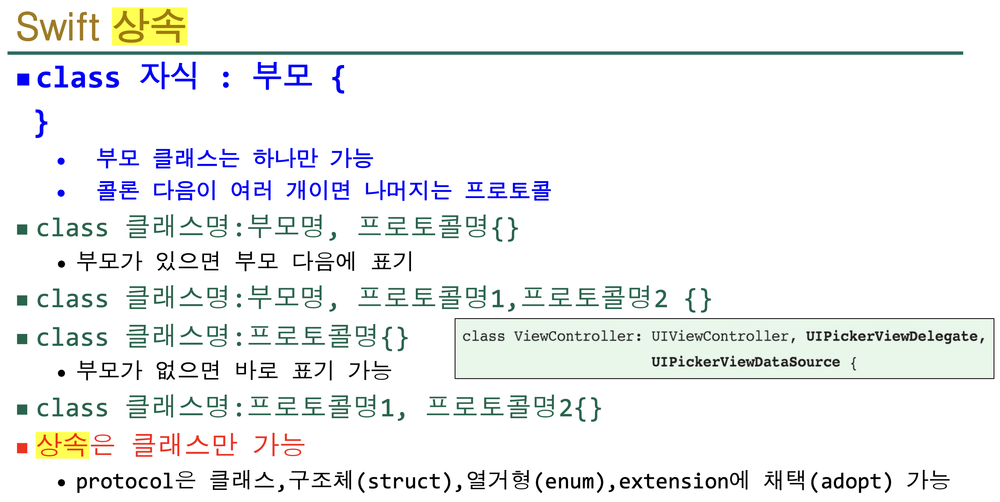 Swift 상속
class 자식 : 부모 {
}
부모 클래스는 하나만 가능
콜론 다음이 여러 개이면 나머지는 프로토콜
class 클래스명:부모명, 프로토콜명{}
부모가 있으면 부모 다음에 표기
class 클래스명:부모명, 프로토콜명1,프로토콜명2 {}
class 클래스명:프로토콜명{}
부모가 없으면 바로 표기 가능
class ViewController: UIViewController, UIPickerViewDelegate,
UIPickerViewDataSource {
class 클래스명:프로토콜명1, 프로토콜명2{}
상속은 클래스만 가능
protocol은 클래스,구조체(struct),열거형(enum),extension에 채택(adopt) 가능